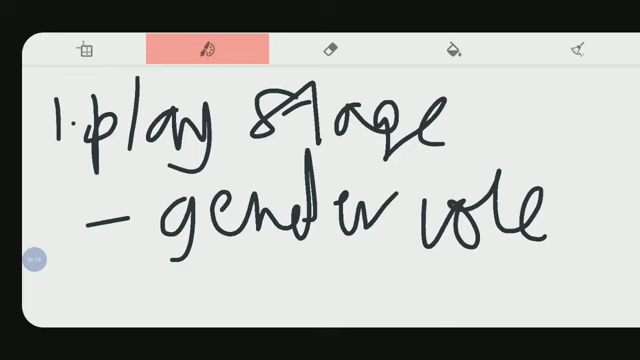 1. play stage
- gender role